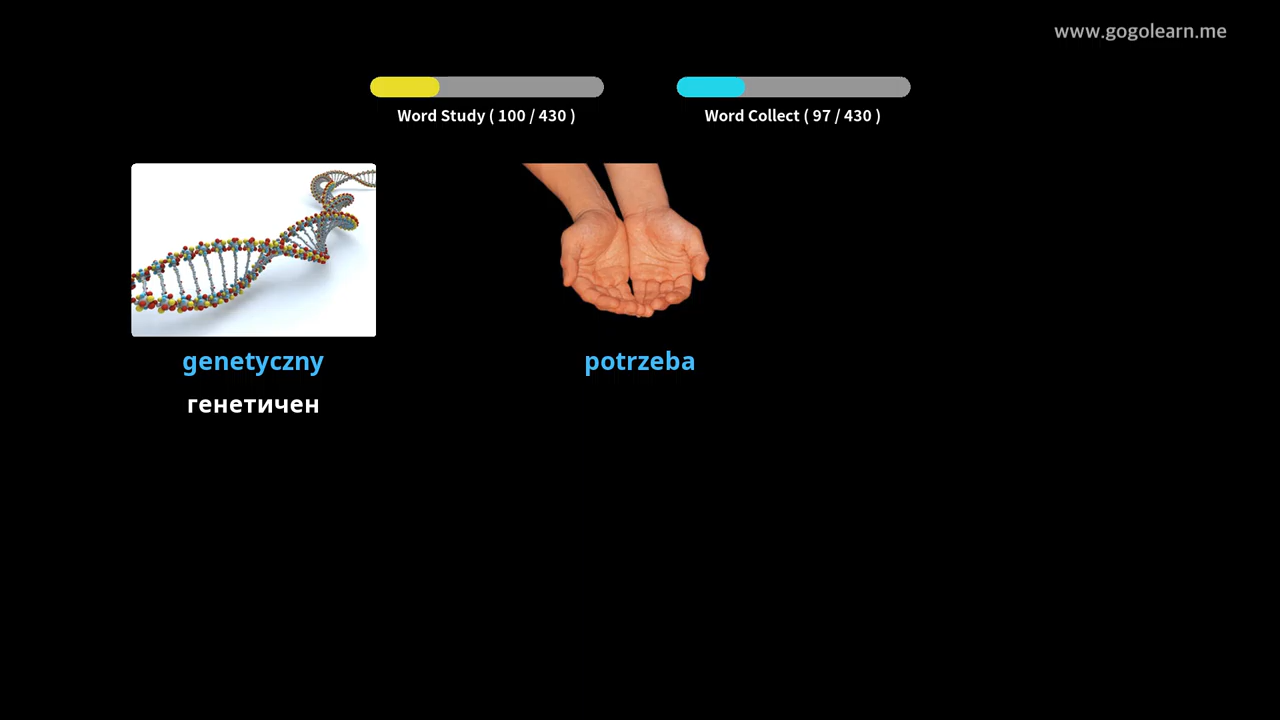 www.gogolearn.me
Word Study ( 100 / 430 )
Word Collect ( 97 / 430 )
genetyczny
potrzeba
генетичен